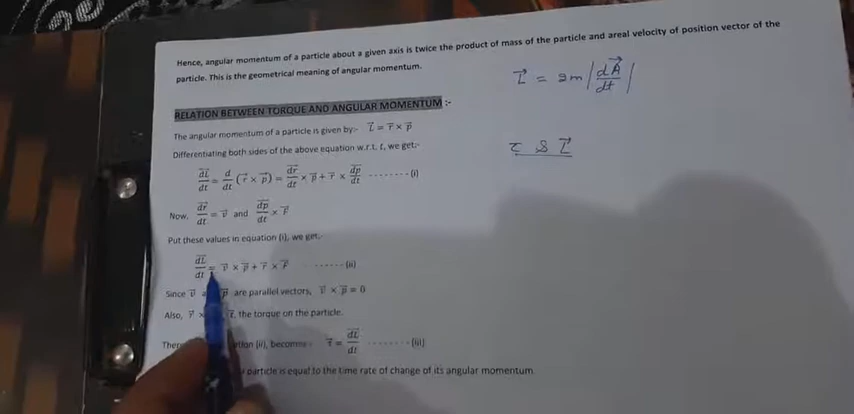 Hence, angular momentum of a particle about a given axis is twice the product of mass of the particle and areal velocity of position vector of the
particle. This is the geometrical meaning of angular momentum.
L⃗ = 2m |dA⃗/dt|
RELATION BETWEEN TORQUE AND ANGULAR MOMENTUM :-
The angular momentum of a particle is given by:- L⃗ = r⃗ × p⃗
τ & L⃗
Differentiating both sides of the above equation w.r.t. t, we get:-
dL⃗/dt = d/dt (r⃗ × p⃗) = dr⃗/dt × p⃗ + r⃗ × dp⃗/dt --------(i)
Now, dr⃗/dt = v⃗ and dp⃗/dt × F⃗
Put these values in equation (i), we get:-
dL⃗/dt = v⃗ × p⃗ + r⃗ × F⃗ ------(ii)
Since v⃗ p⃗ are parallel vectors, v⃗ × p⃗ = 0
Also, r⃗ × τ⃗, the torque on the particle.
(ii), becomes:- τ⃗ = dL⃗/dt --------(iii)
particle is equal to the time rate of change of its angular momentum.